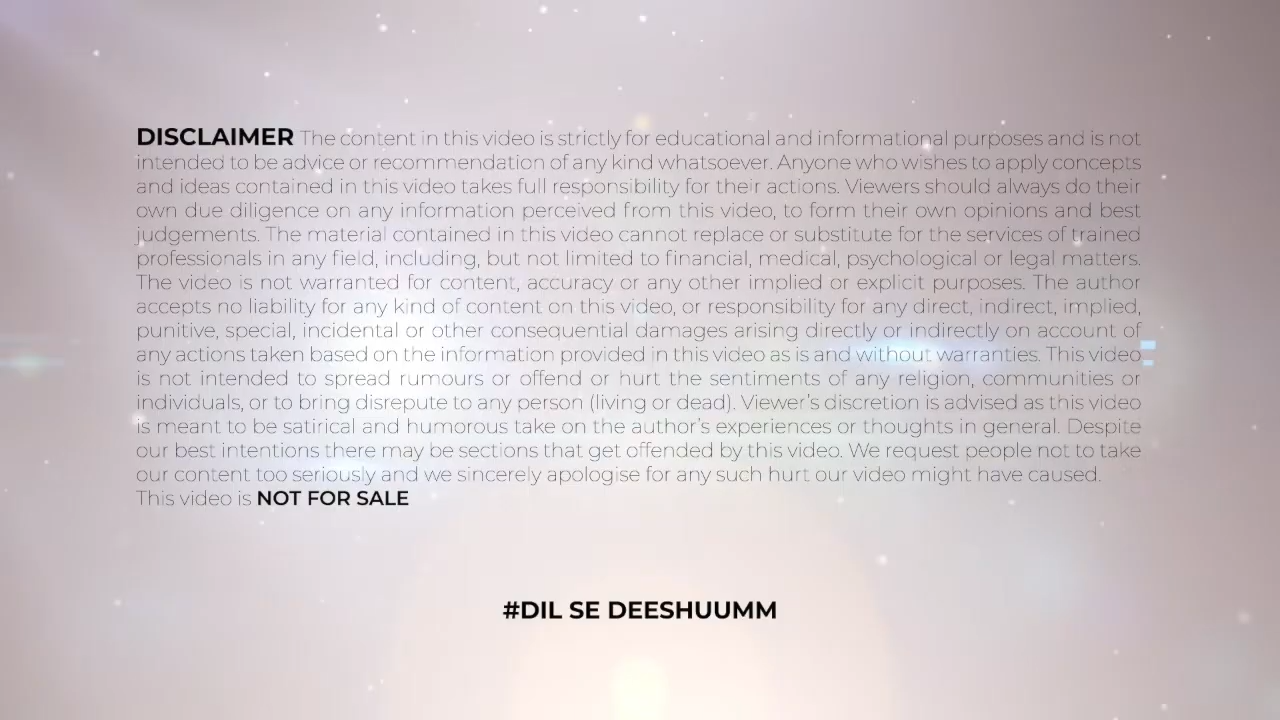 DISCLAIMER The content in this video is strictly for educational and informational purposes and is not
intended to be advice or recommendation of any kind whatsoever. Anyone who wishes to apply concepts
and ideas contained in this video takes full responsibility for their actions. Viewers should always do their
own due diligence on any information perceived from this video, to form their own opinions and best
judgements. The material contained in this video cannot replace or substitute for the services of trained
professionals in any field, including, but not limited to financial, medical, psychological or legal matters.
The video is not warranted for content, accuracy or any other implied or explicit purposes. The author
accepts no liability for any kind of content on this video, or responsibility for any direct, indirect, implied,
punitive, special, incidental or other consequential damages arising directly or indirectly on account of
any actions taken based on the information provided in this video as is and without warranties. This video
is not intended to spread rumours or offend or hurt the sentiments of any religion, communities or
individuals, or to bring disrepute to any person (living or dead). Viewer's discretion is advised as this video
is meant to be satirical and humorous take on the author's experiences or thoughts in general. Despite
our best intentions there may be sections that get offended by this video. We request people not to take
our content too seriously and we sincerely apologise for any such hurt our video might have caused.
This video is NOT FOR SALE
#DIL SE DEESHUUMM